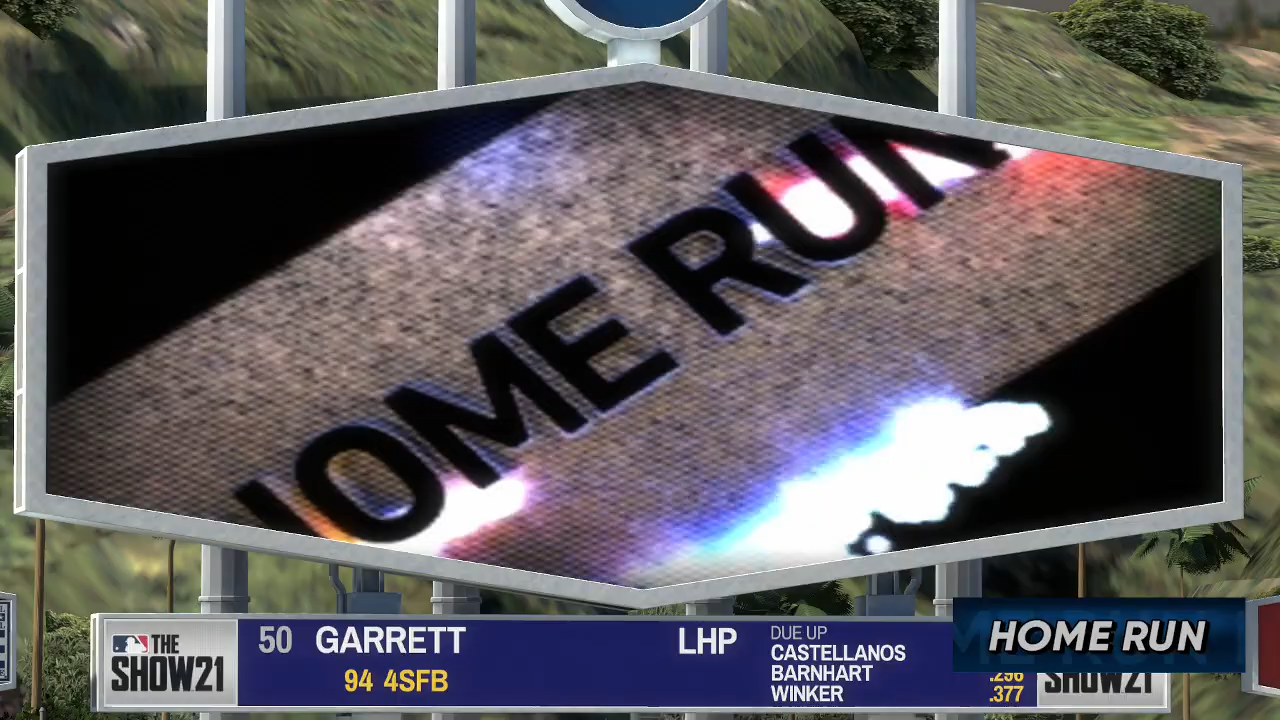 HOME RUN
THE
SHOW21
50 GARRETT LHP
94 4SFB
DUE UP
CASTELLANOS
BARNHART
WINKER .377
HOME RUN
SHOW21